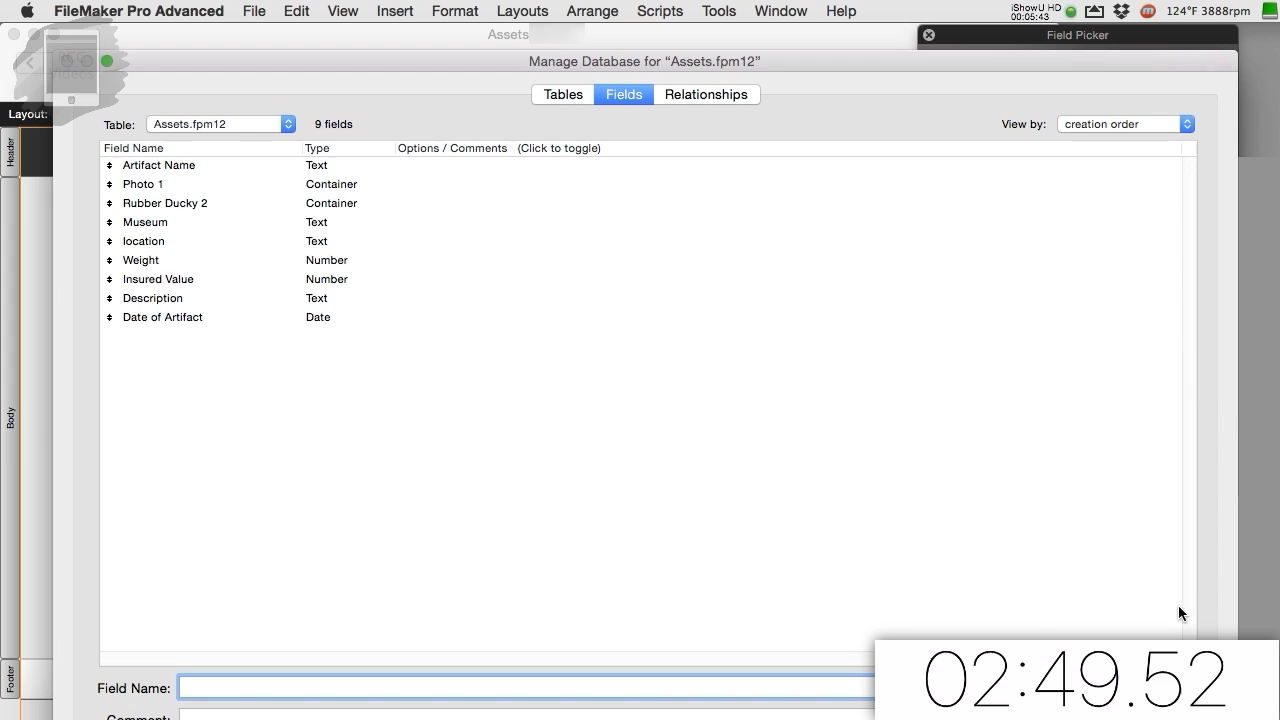 FileMaker Pro Advanced File Edit View Insert Format Layouts Arrange Scripts Tools Window Help iShowU HD 00:05:43 124°F 3888rpm
Assets
Field Picker
Manage Database for “Assets.fpm12”
Tables Fields Relationships
Layout:
Table: Assets.fpm12 9 fields View by: creation order
Field Name Type Options / Comments (Click to toggle)
Header
Artifact Name Text
Photo 1 Container
Rubber Ducky 2 Container
Museum Text
location Text
Weight Number
Insured Value Number
Description Text
Date of Artifact Date
Body
Footer
Field Name:
Comment:
02:49.52